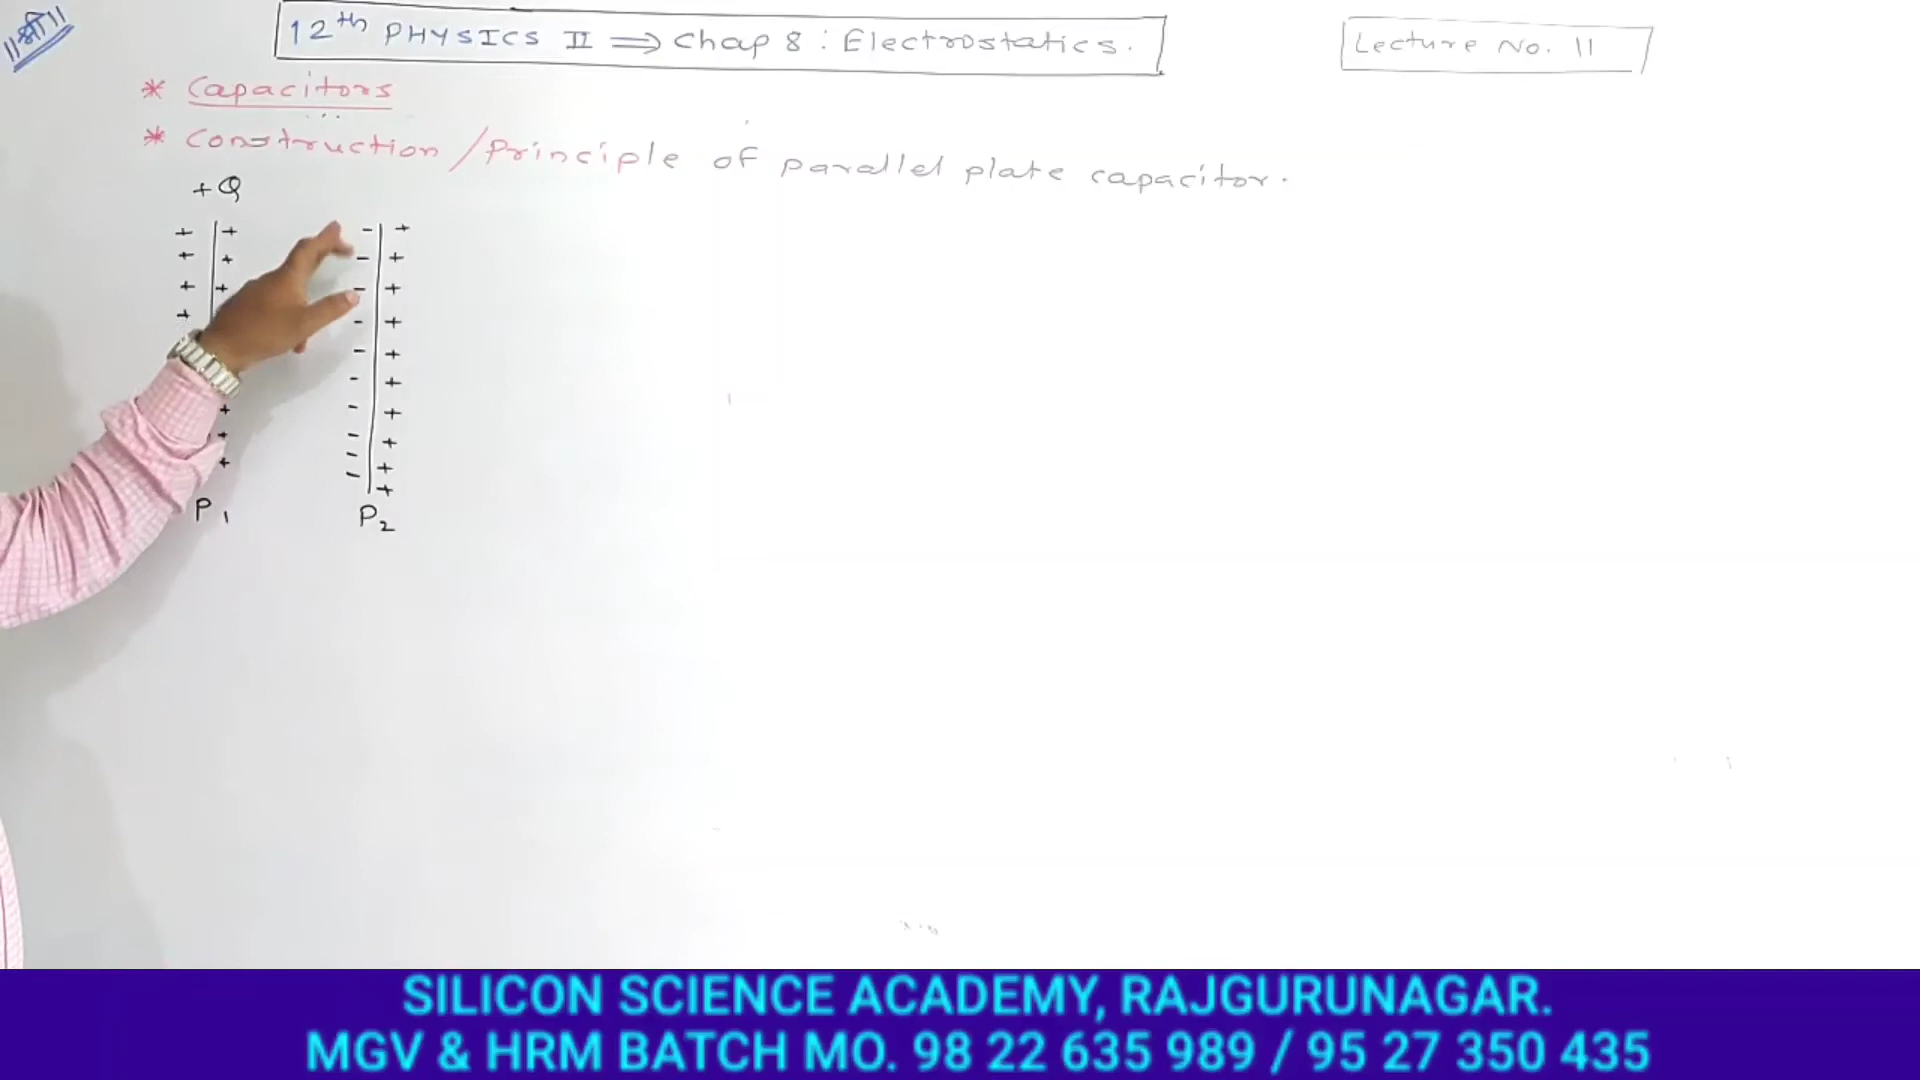 ॥श्री॥
12th PHYSICS II ⇒ Chap 8 : Electrostatics.
Lecture No. 11
* Capacitors
* Construction / Principle of parallel plate capacitor.
+Q
+ + - +
+ + - +
+ + - +
+ - +
- +
- +
+ - +
+ - +
+ - +
- +
P1 P2
SILICON SCIENCE ACADEMY, RAJGURUNAGAR.
MGV & HRM BATCH MO. 98 22 635 989 / 95 27 350 435